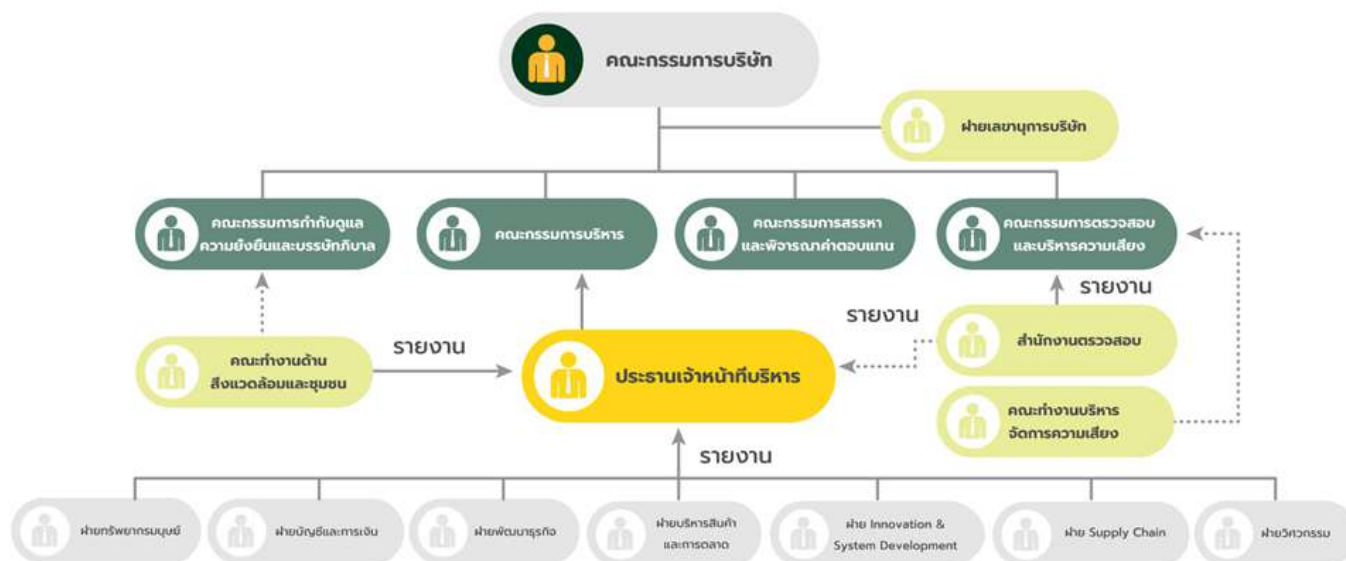 คณะกรรมการบริษัท
ฝ่ายเลขานุการบริษัท
คณะกรรมการกำกับดูแล
ความยั่งยืนและบรรษัทภิบาล
คณะกรรมการบริหาร
คณะกรรมการสรรหา
และพิจารณาค่าตอบแทน
คณะกรรมการตรวจสอบ
และบริหารความเสี่ยง
รายงาน
รายงาน
สำนักงานตรวจสอบ
คณะทำงานด้าน
สิ่งแวดล้อมและชุมชน
รายงาน
ประธานเจ้าหน้าที่บริหาร
คณะทำงานบริหาร
จัดการความเสี่ยง
รายงาน
ฝ่ายทรัพยากรมนุษย์
ฝ่ายบัญชีและการเงิน
ฝ่ายพัฒนาธุรกิจ
ฝ่ายบริหารสินค้า
และการตลาด
ฝ่าย Innovation &
System Development
ฝ่าย Supply Chain
ฝ่ายวิศวกรรม